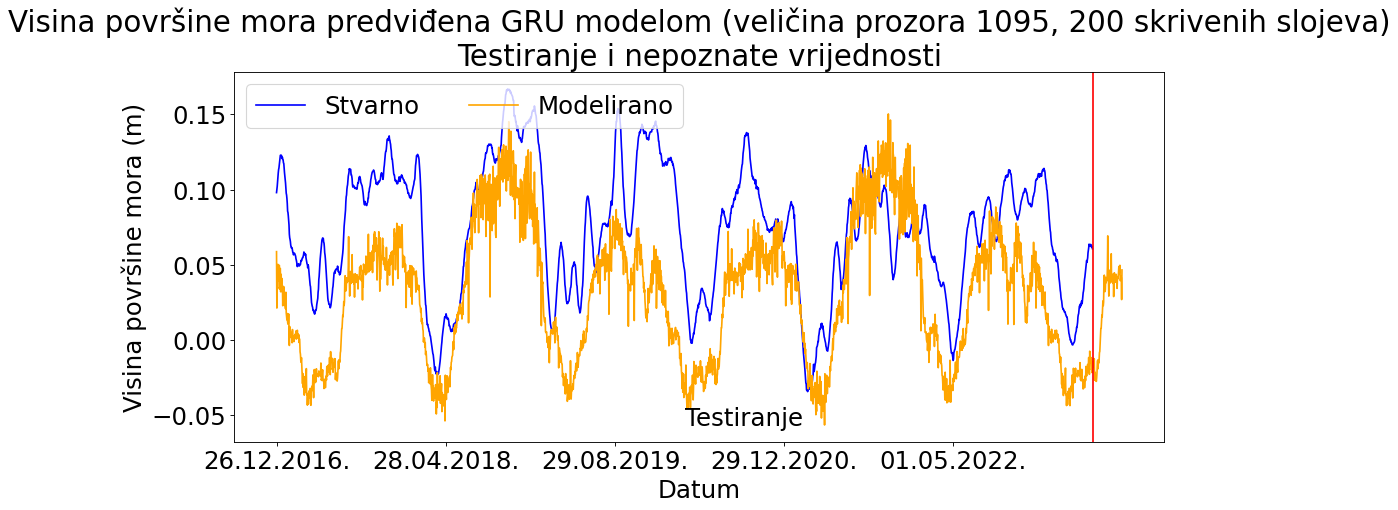 Visina površine mora predviđena GRU modelom (veličina prozora 1095, 200 skrivenih slojeva)
Testiranje i nepoznate vrijednosti
Stvarno
Modelirano
Visina površine mora (m)
0.15
0.10
0.05
0.00
−0.05
Testiranje
26.12.2016.
28.04.2018.
29.08.2019.
29.12.2020.
01.05.2022.
Datum